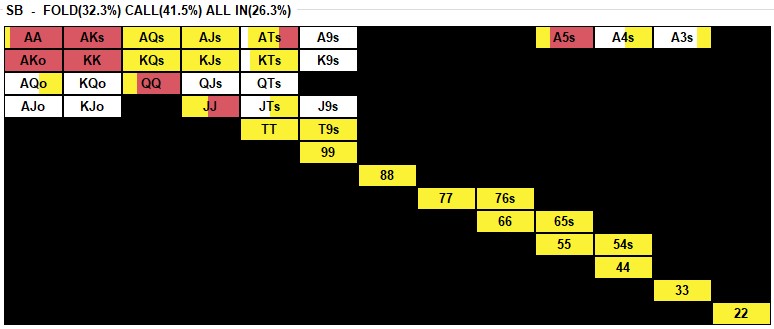 SB - FOLD(32.3%) CALL(41.5%) ALL IN(26.3%)
AA AKs AQs AJs ATs A9s A5s A4s A3s
AKo KK KQs KJs KTs K9s
AQo KQo QQ QJs QTs
AJo KJo JJ JTs J9s
TT T9s
99
88
77 76s
66 65s
55 54s
44
33
22